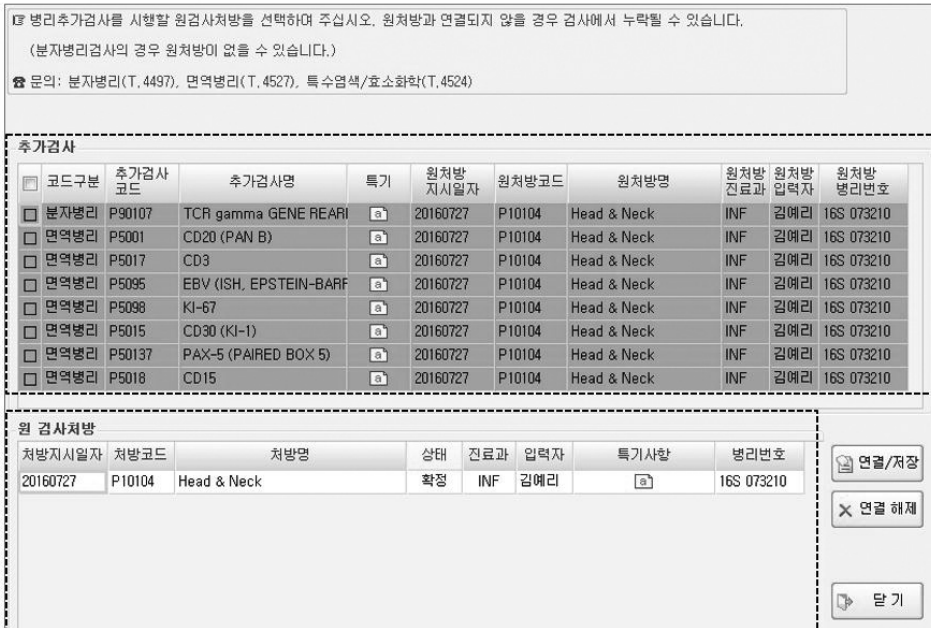 ☞ 병리추가검사를 시행할 원검사처방을 선택하여 주십시오. 원처방과 연결되지 않을 경우 검사에서 누락될 수 있습니다.
(분자병리검사의 경우 원처방이 없을 수 있습니다.)
☎ 문의: 분자병리(T.4497), 면역병리(T.4527), 특수염색/효소화학(T.4524)
추가검사
코드구분 추가검사 코드 추가검사명 특기 원처방 지시일자 원처방코드 원처방명 원처방 진료과 원처방 입력자 원처방 병리번호
분자병리 P90107 TCR gamma GENE REARI a 20160727 P10104 Head & Neck INF 김예리 16S 073210
면역병리 P5001 CD20 (PAN B) a 20160727 P10104 Head & Neck INF 김예리 16S 073210
면역병리 P5017 CD3 a 20160727 P10104 Head & Neck INF 김예리 16S 073210
면역병리 P5095 EBV (ISH, EPSTEIN-BARF a 20160727 P10104 Head & Neck INF 김예리 16S 073210
면역병리 P5098 KI-67 a 20160727 P10104 Head & Neck INF 김예리 16S 073210
면역병리 P5015 CD30 (KI-1) a 20160727 P10104 Head & Neck INF 김예리 16S 073210
면역병리 P50137 PAX-5 (PAIRED BOX 5) a 20160727 P10104 Head & Neck INF 김예리 16S 073210
면역병리 P5018 CD15 a 20160727 P10104 Head & Neck INF 김예리 16S 073210
원 검사처방
처방지시일자 처방코드 처방명 상태 진료과 입력자 특기사항 병리번호
20160727 P10104 Head & Neck 확정 INF 김예리 a 16S 073210
연결/저장
연결 해제
닫 기